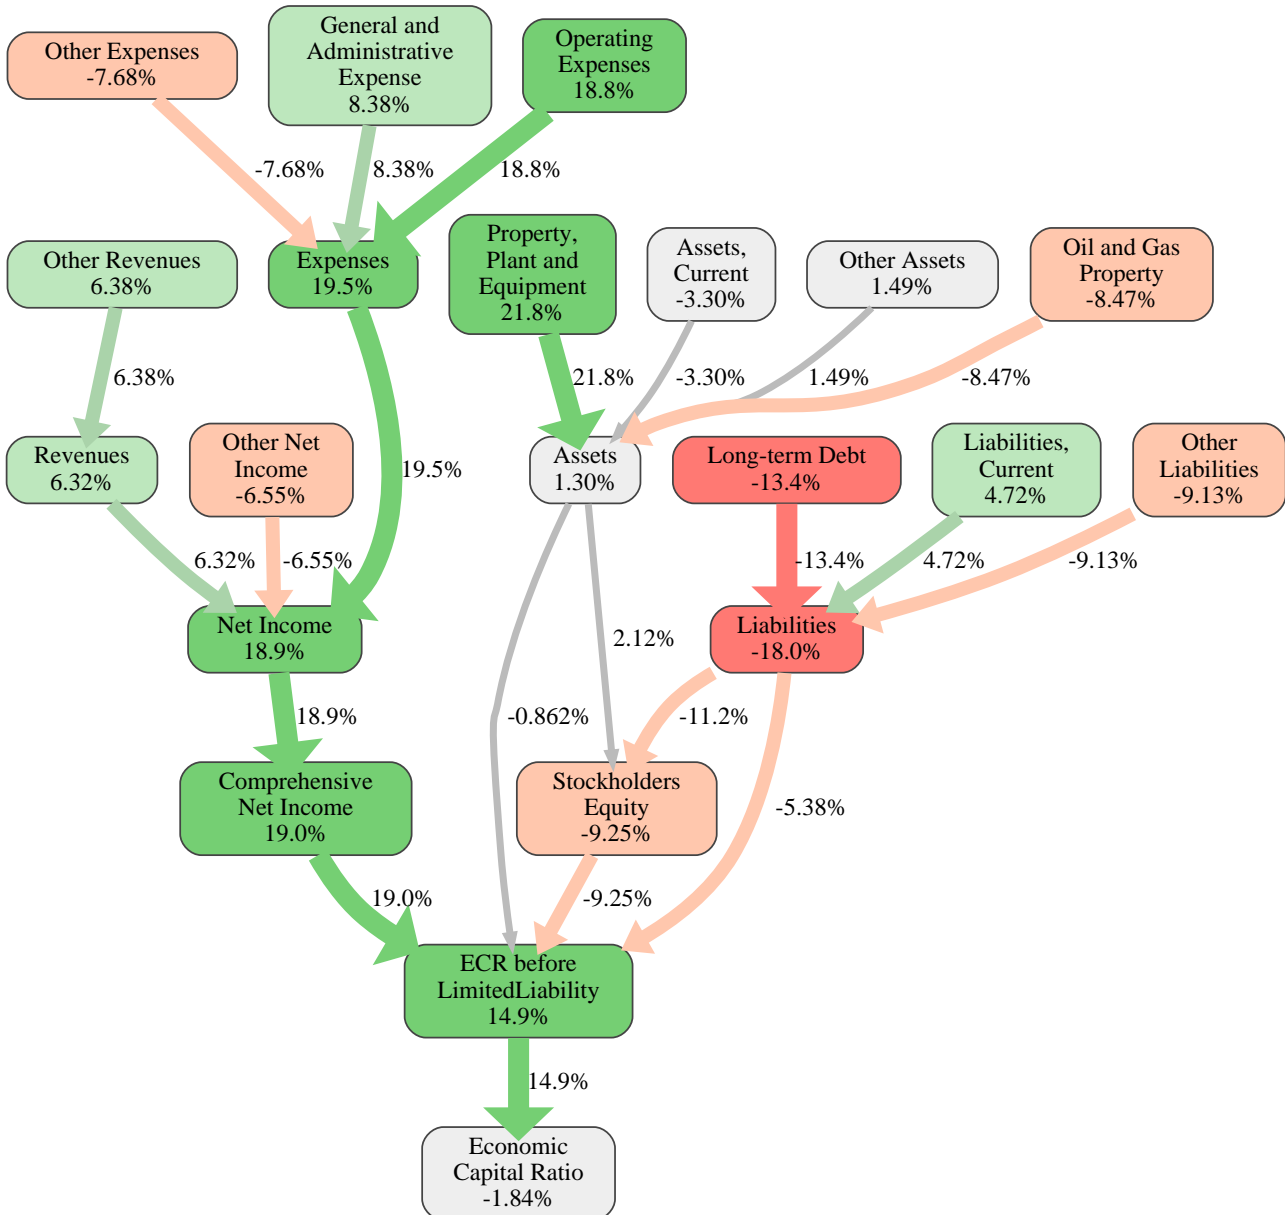 Other Expenses
-7.68%
General and
Administrative
Expense
8.38%
Operating
Expenses
18.8%
-7.68%
8.38%
18.8%
Other Revenues
6.38%
Expenses
19.5%
Property,
Plant and
Equipment
21.8%
Assets,
Current
-3.30%
Other Assets
1.49%
Oil and Gas
Property
-8.47%
6.38%
21.8%
-3.30%
1.49%
-8.47%
Revenues
6.32%
Other Net
Income
-6.55%
19.5%
Assets
1.30%
Long-term Debt
-13.4%
Liabilities,
Current
4.72%
Other
Liabilities
-9.13%
6.32%
-6.55%
-13.4%
4.72%
-9.13%
Net Income
18.9%
2.12%
Liabilities
-18.0%
18.9%
-0.862%
-11.2%
Comprehensive
Net Income
19.0%
Stockholders
Equity
-9.25%
-5.38%
19.0%
-9.25%
ECR before
LimitedLiability
14.9%
14.9%
Economic
Capital Ratio
-1.84%